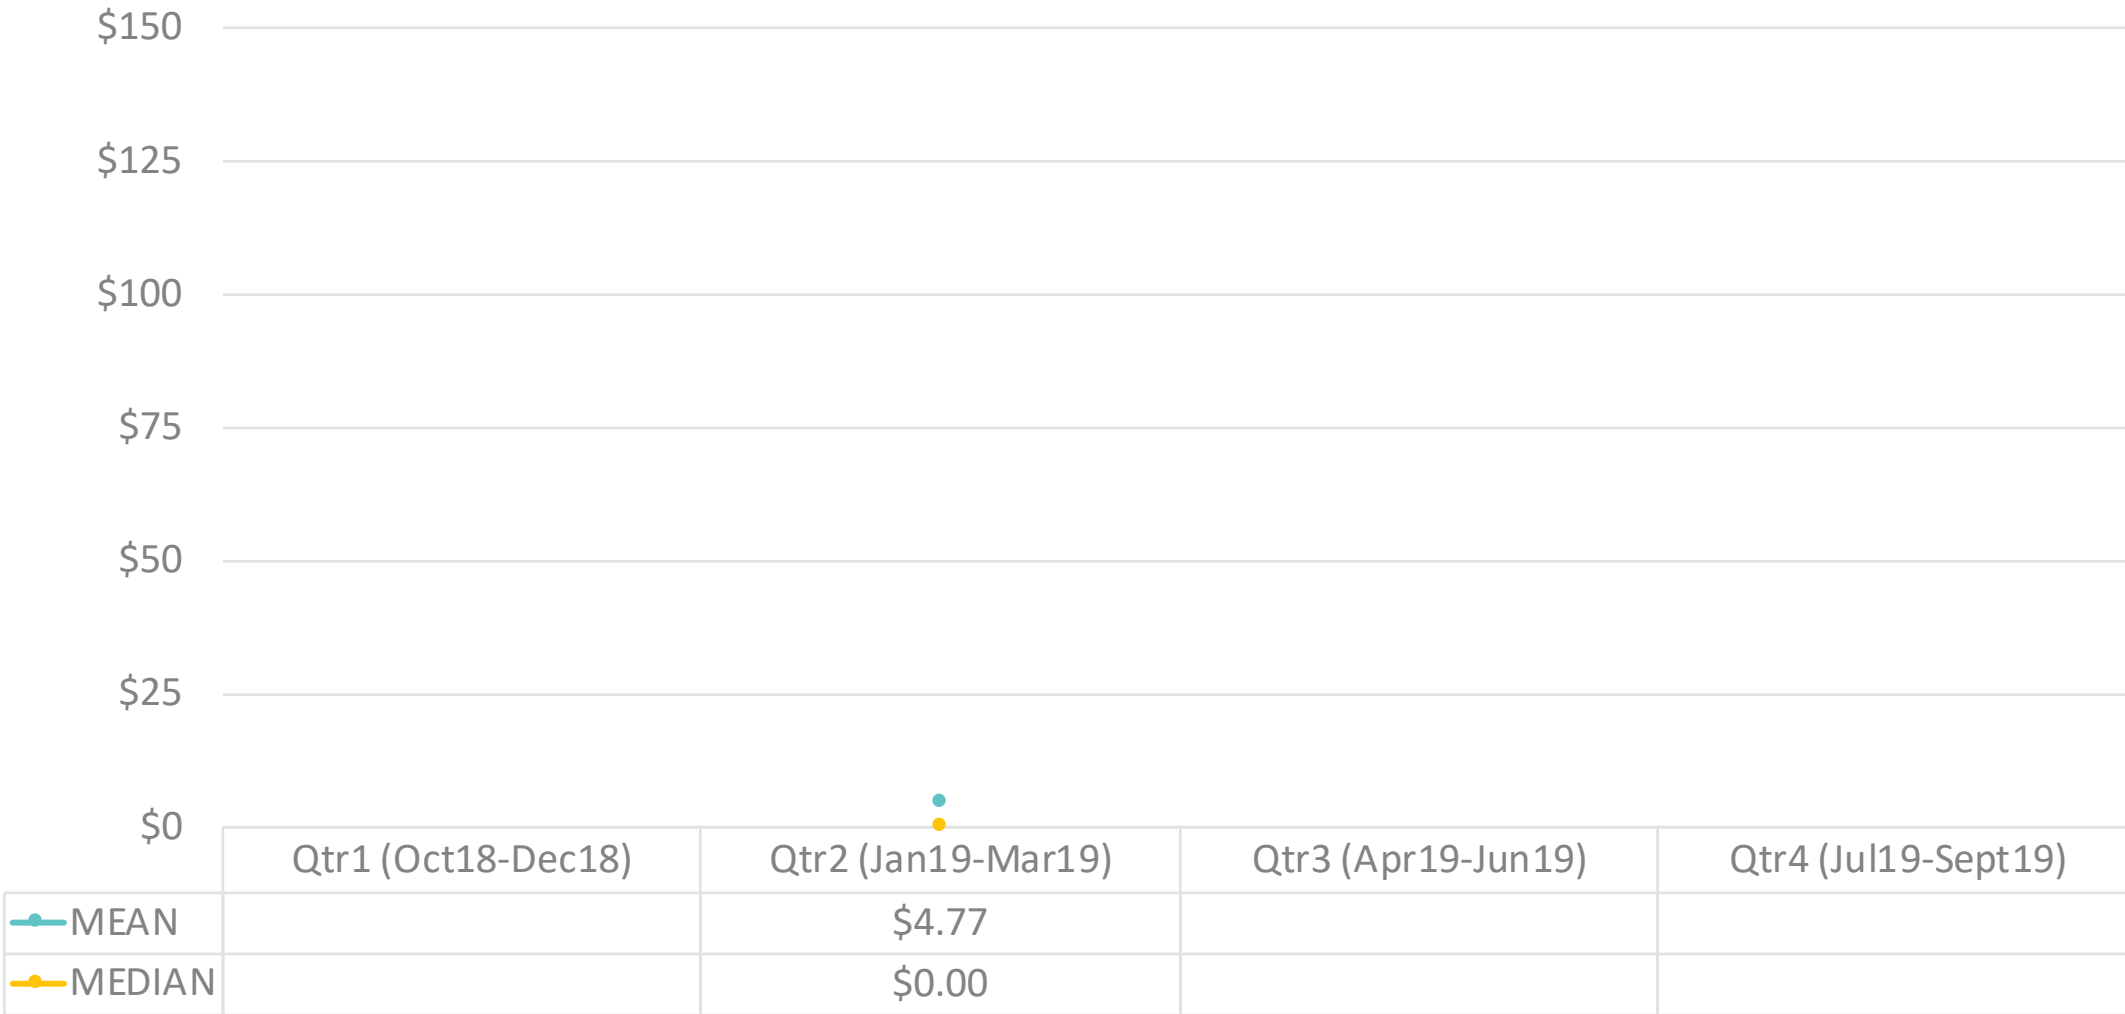 $150
$125
$100
$75
$50
$25
$0
Qtr1 (Oct18-Dec18) Qtr2 (Jan19-Mar19) Qtr3 (Apr19-Jun19) Qtr4 (Jul19-Sept19)
MEAN $4.77
MEDIAN $0.00